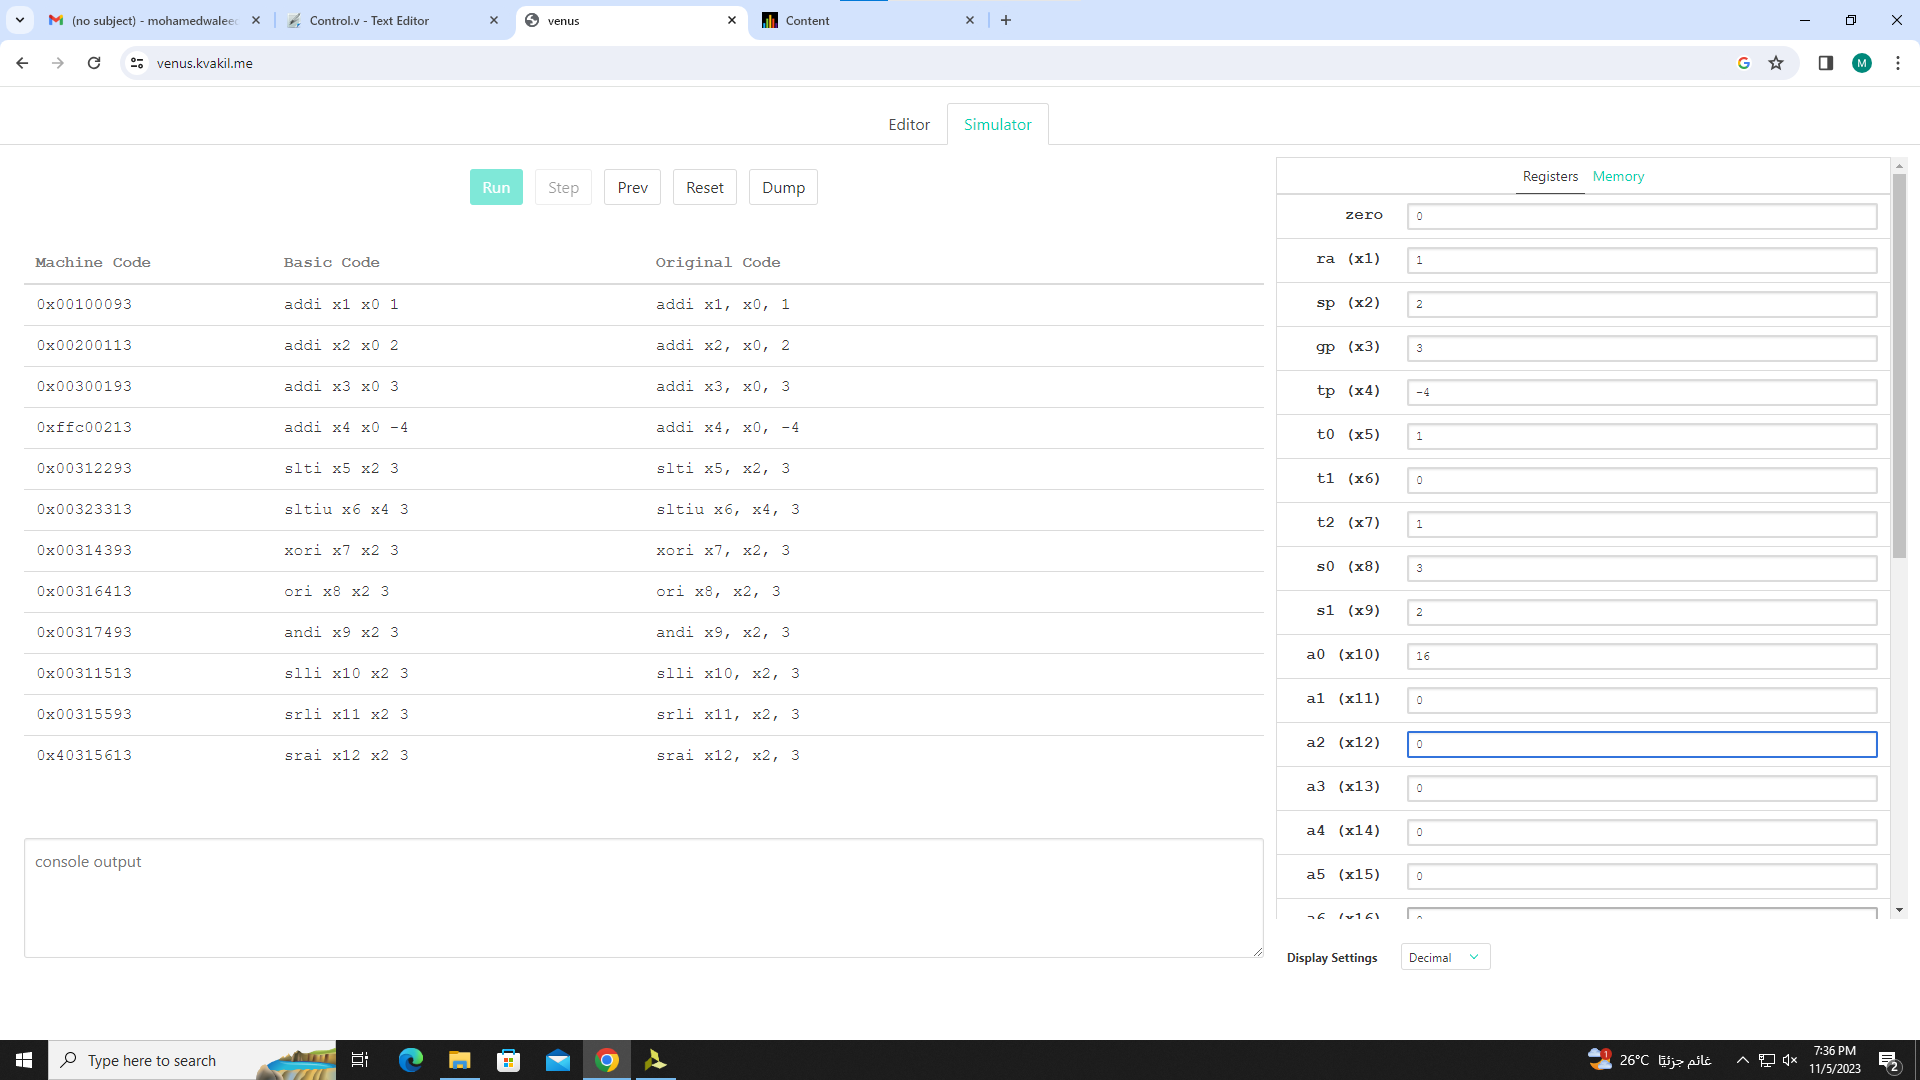 (no subject) - mohamedwaleed
Control.v - Text Editor
venus
Content
venus.kvakil.me
M
Editor
Simulator
Run
Step
Prev
Reset
Dump
Machine Code Basic Code Original Code
0x00100093 addi x1 x0 1 addi x1, x0, 1
0x00200113 addi x2 x0 2 addi x2, x0, 2
0x00300193 addi x3 x0 3 addi x3, x0, 3
0xffc00213 addi x4 x0 -4 addi x4, x0, -4
0x00312293 slti x5 x2 3 slti x5, x2, 3
0x00323313 sltiu x6 x4 3 sltiu x6, x4, 3
0x00314393 xori x7 x2 3 xori x7, x2, 3
0x00316413 ori x8 x2 3 ori x8, x2, 3
0x00317493 andi x9 x2 3 andi x9, x2, 3
0x00311513 slli x10 x2 3 slli x10, x2, 3
0x00315593 srli x11 x2 3 srli x11, x2, 3
0x40315613 srai x12 x2 3 srai x12, x2, 3
console output
Registers Memory
zero 0
ra (x1) 1
sp (x2) 2
gp (x3) 3
tp (x4) -4
t0 (x5) 1
t1 (x6) 0
t2 (x7) 1
s0 (x8) 3
s1 (x9) 2
a0 (x10) 16
a1 (x11) 0
a2 (x12) 0
a3 (x13) 0
a4 (x14) 0
a5 (x15) 0
a6 (x16) 0
Display Settings Decimal
Type here to search
1
26°C غائم جزئيًا
7:36 PM
11/5/2023
2